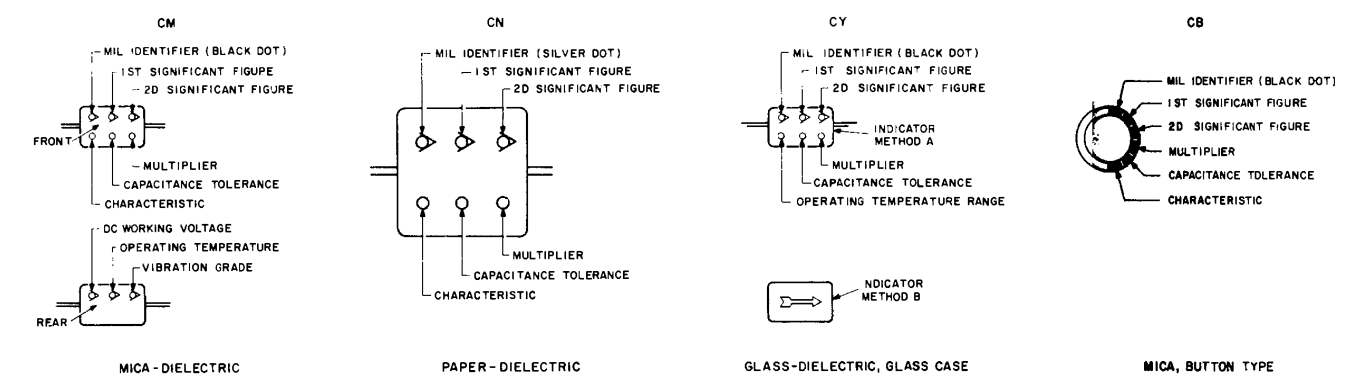 CM
MIL IDENTIFIER (BLACK DOT)
1ST SIGNIFICANT FIGUPE
2D SIGNIFICANT FIGURE
FRONT
MULTIPLIER
CAPACITANCE TOLERANCE
CHARACTERISTIC
DC WORKING VOLTAGE
OPERATING TEMPERATURE
VIBRATION GRADE
REAR
MICA-DIELECTRIC
CN
MIL IDENTIFIER (SILVER DOT)
1ST SIGNIFICANT FIGURE
2D SIGNIFICANT FIGURE
MULTIPLIER
CAPACITANCE TOLERANCE
CHARACTERISTIC
PAPER-DIELECTRIC
CY
MIL IDENTIFIER (BLACK DOT)
1ST SIGNIFICANT FIGURE
2D SIGNIFICANT FIGURE
INDICATOR
METHOD A
MULTIPLIER
CAPACITANCE TOLERANCE
OPERATING TEMPERATURE RANGE
NDICATOR
METHOD B
GLASS-DIELECTRIC, GLASS CASE
CB
MIL IDENTIFIER (BLACK DOT)
1ST SIGNIFICANT FIGURE
2D SIGNIFICANT FIGURE
MULTIPLIER
CAPACITANCE TOLERANCE
CHARACTERISTIC
MICA, BUTTON TYPE